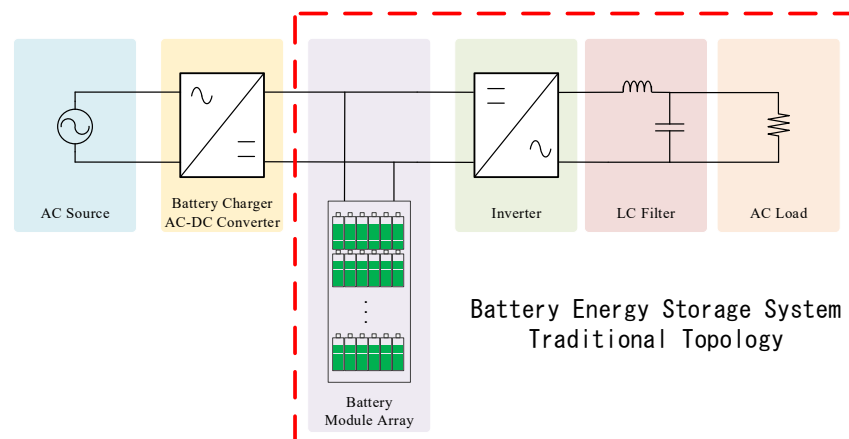 AC Source
Battery Charger
AC-DC Converter
Battery
Module Array
Inverter
LC Filter
AC Load
Battery Energy Storage System
Traditional Topology